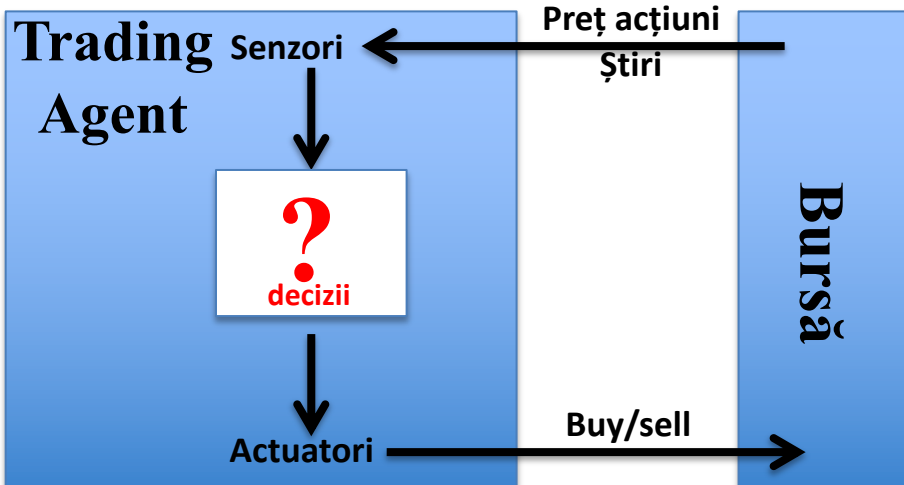 Trading
Agent
Senzori
Preț acțiuni
Știri
?
decizii
Bursă
Actuatori
Buy/sell